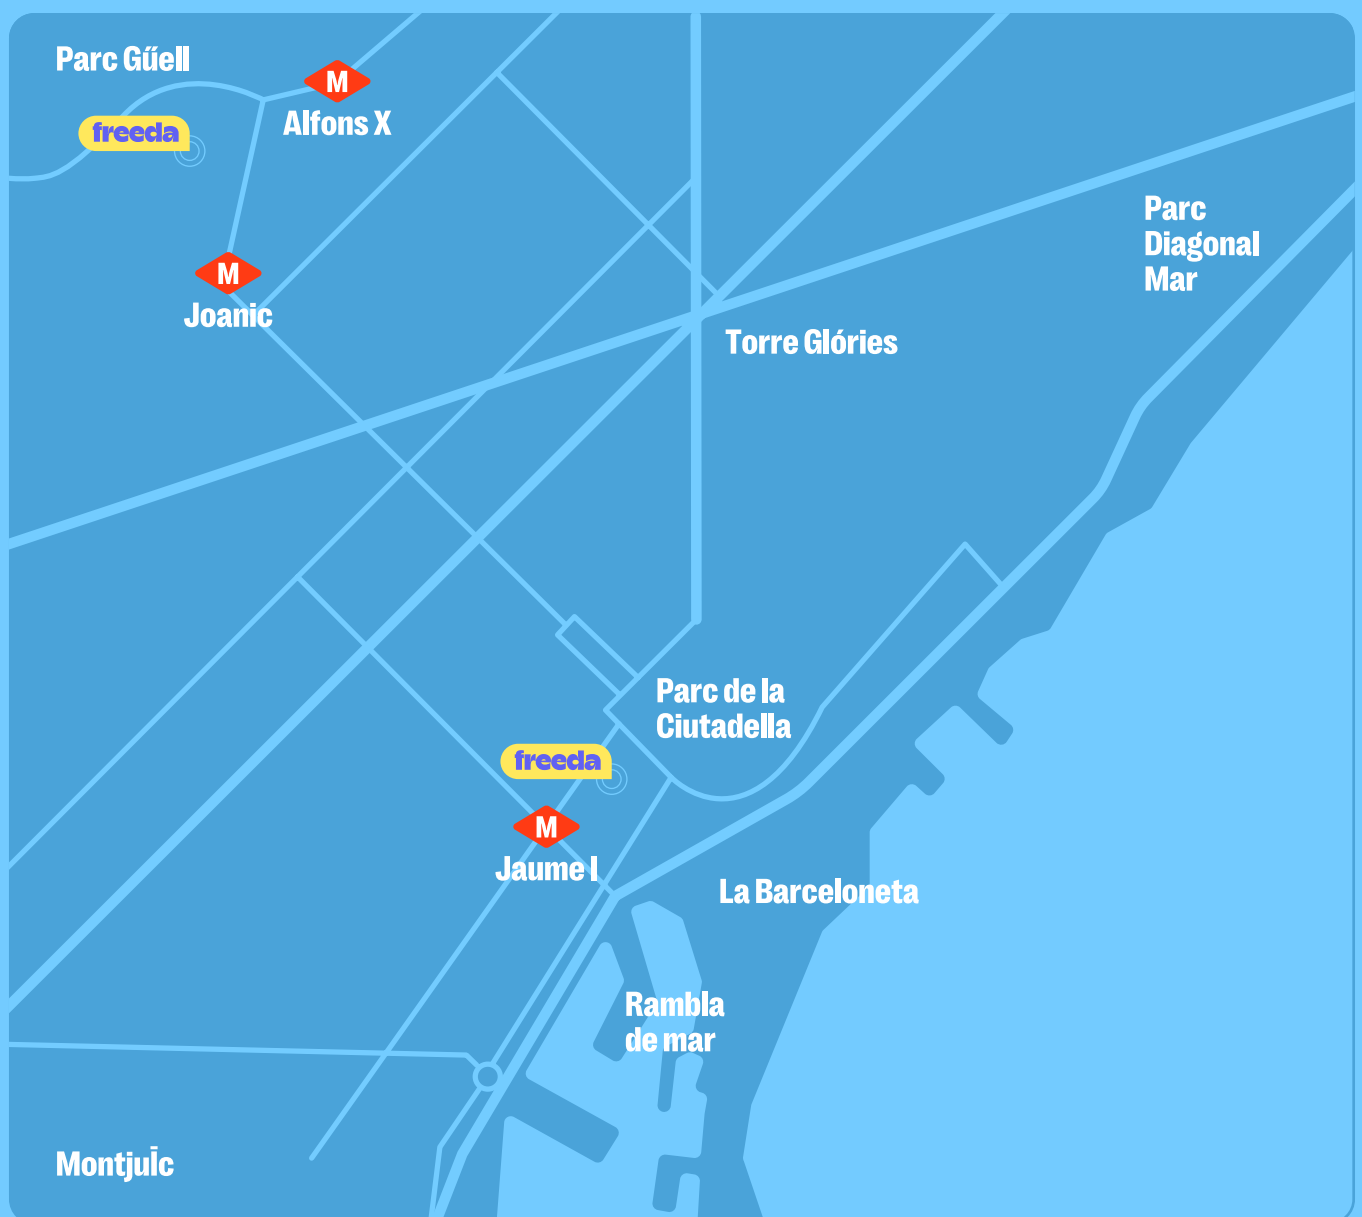 Parc Gűell
M
Alfons X
freeda
M
Joanic
Parc
Diagonal
Mar
Torre Glóries
Parc de la
Ciutadella
freeda
M
Jaume I
La Barceloneta
Rambla
de mar
Montjuİc